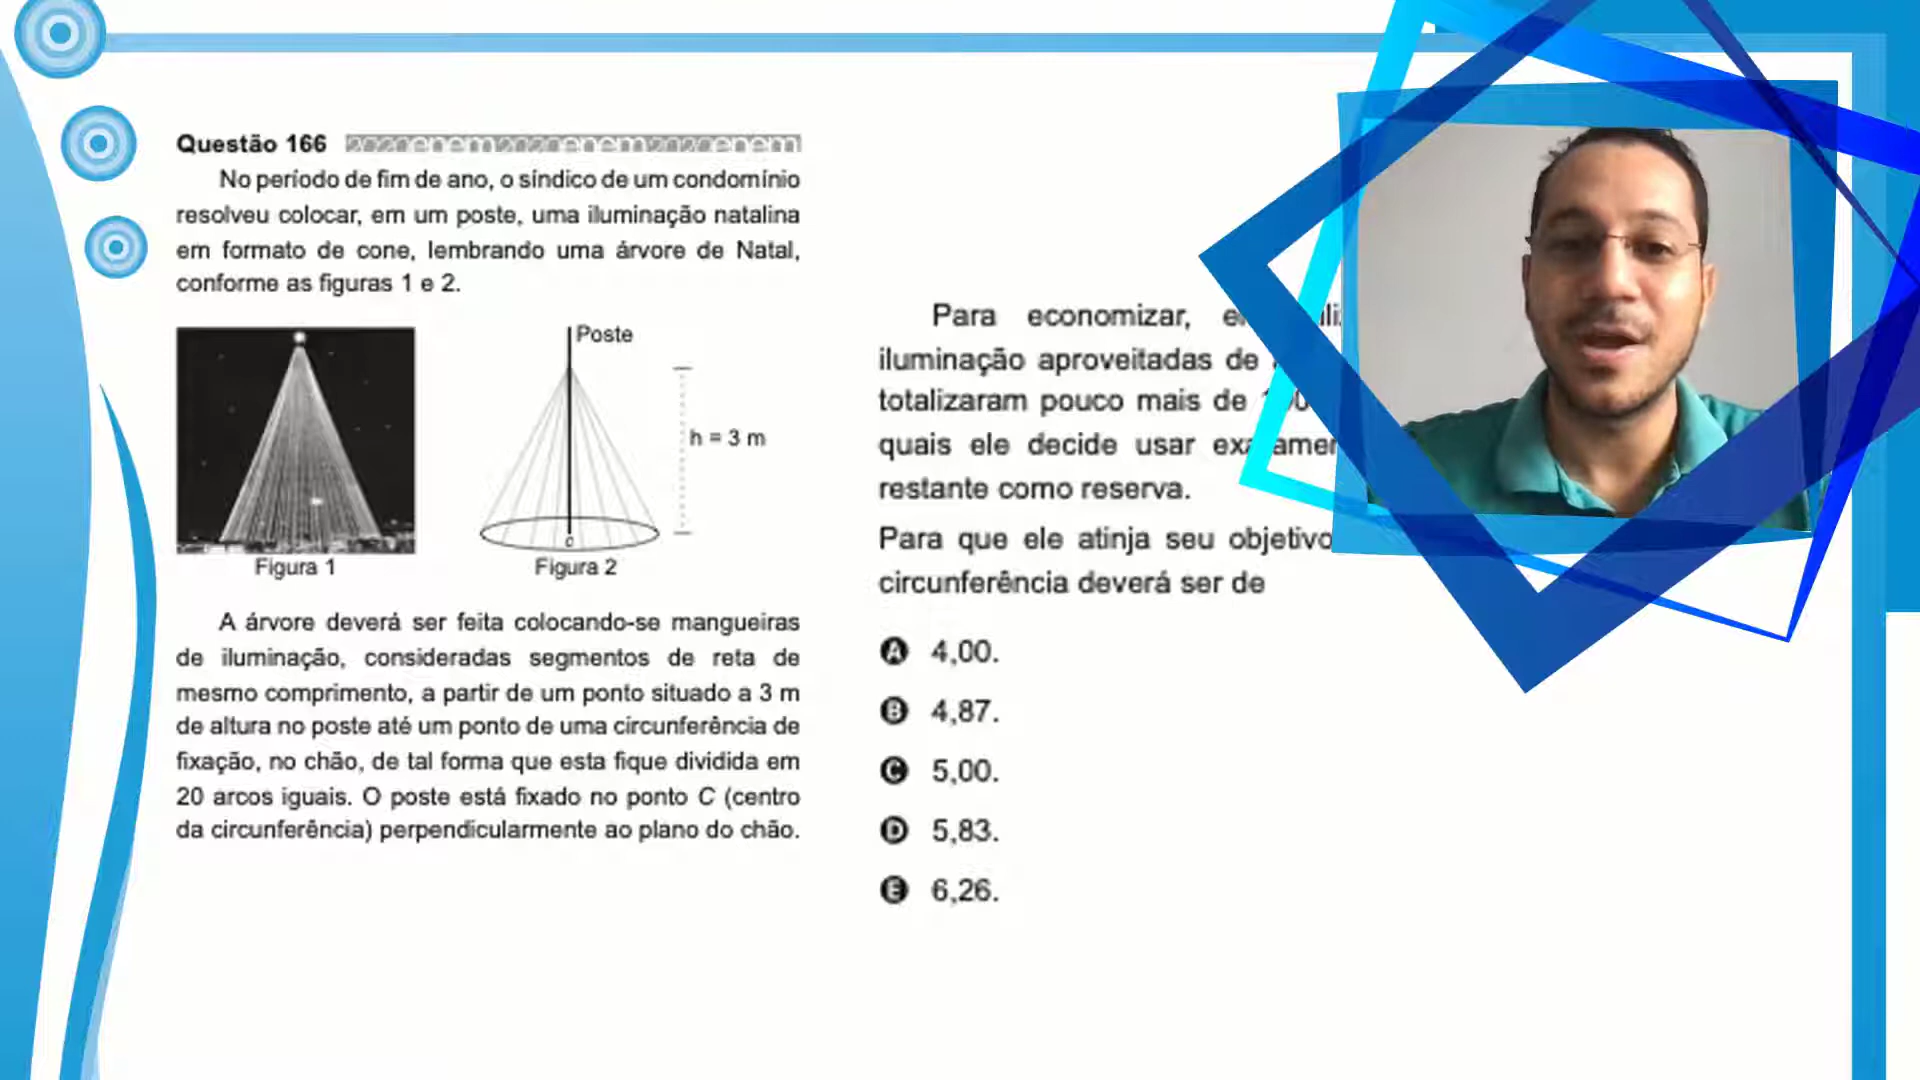 Questão 166
No período de fim de ano, o síndico de um condomínio
resolveu colocar, em um poste, uma iluminação natalina
em formato de cone, lembrando uma árvore de Natal,
conforme as figuras 1 e 2.
Poste
h = 3 m
C
Figura 1
Figura 2
A árvore deverá ser feita colocando-se mangueiras
de iluminação, consideradas segmentos de reta de
mesmo comprimento, a partir de um ponto situado a 3 m
de altura no poste até um ponto de uma circunferência de
fixação, no chão, de tal forma que esta fique dividida em
20 arcos iguais. O poste está fixado no ponto C (centro
da circunferência) perpendicularmente ao plano do chão.
Para economizar,
iluminação aproveitadas de
totalizaram pouco mais de
quais ele decide usar
restante como reserva.
Para que ele atinja seu objetivo
circunferência deverá ser de
A 4,00.
B 4,87.
C 5,00.
D 5,83.
E 6,26.